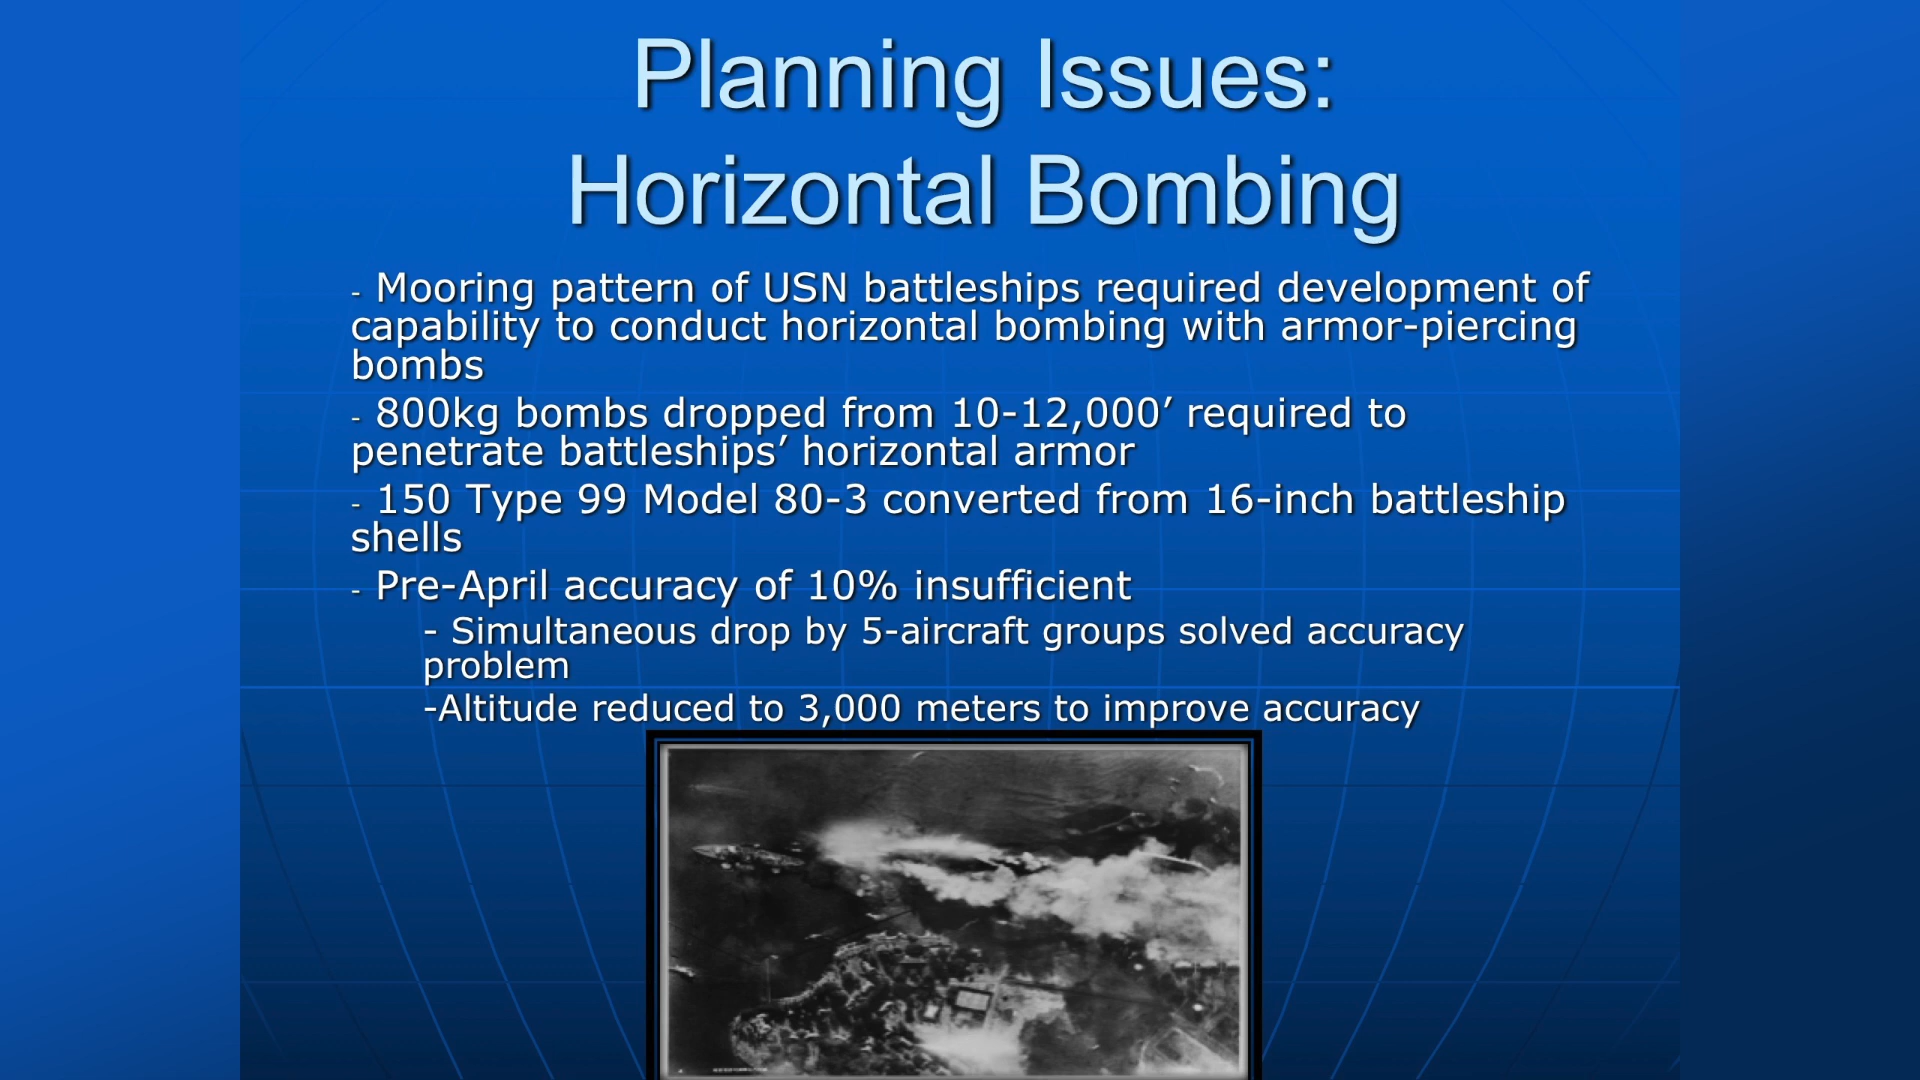 Planning Issues:
Horizontal Bombing
- Mooring pattern of USN battleships required development of
capability to conduct horizontal bombing with armor-piercing
bombs
- 800kg bombs dropped from 10-12,000’ required to
penetrate battleships’ horizontal armor
- 150 Type 99 Model 80-3 converted from 16-inch battleship
shells
- Pre-April accuracy of 10% insufficient
- Simultaneous drop by 5-aircraft groups solved accuracy
problem
-Altitude reduced to 3,000 meters to improve accuracy